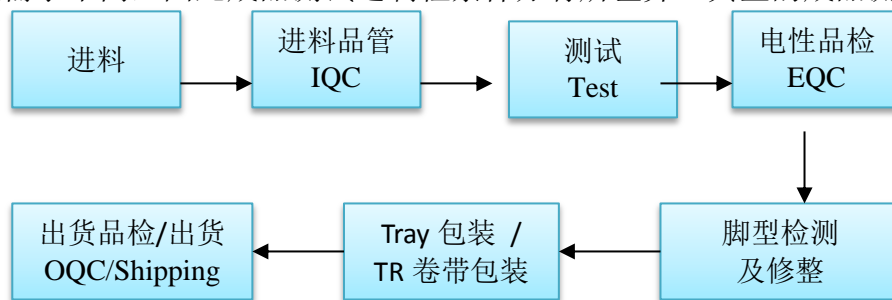 进料
进料品管
IQC
测试
Test
电性品检
EQC
出货品检/出货
OQC/Shipping
Tray 包装 /
TR 卷带包装
脚型检测
及修整